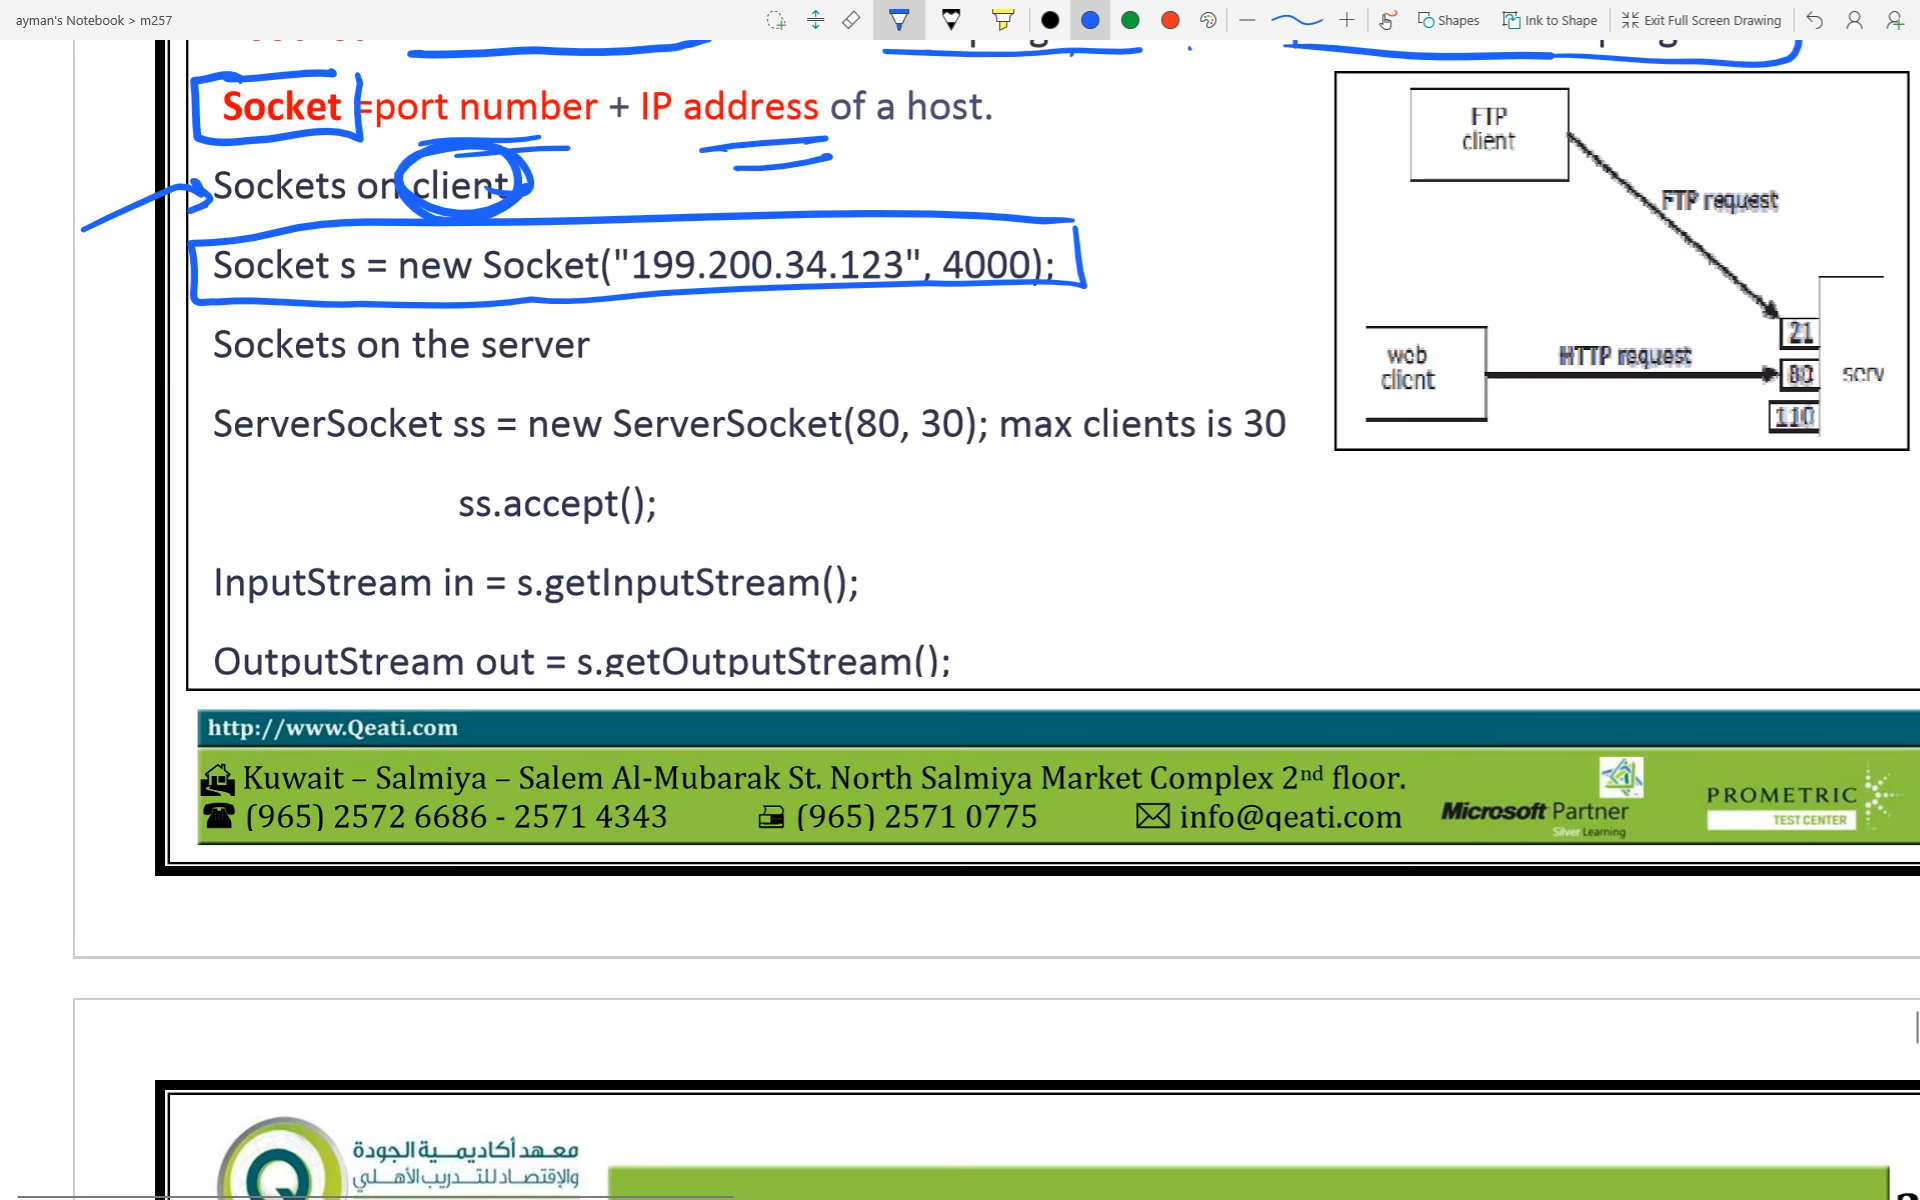 ayman's Notebook > m257
Shapes
Ink to Shape
Exit Full Screen Drawing
Socket =port number + IP address of a host.
Sockets on client
Socket s = new Socket("199.200.34.123", 4000);
Sockets on the server
ServerSocket ss = new ServerSocket(80, 30); max clients is 30
ss.accept();
InputStream in = s.getInputStream();
OutputStream out = s.getOutputStream();
FTP
client
FTP request
web
client
HTTP request
21
80
110
serv
http://www.Qeati.com
Kuwait – Salmiya – Salem Al-Mubarak St. North Salmiya Market Complex 2nd floor.
(965) 2572 6686 - 2571 4343 (965) 2571 0775 info@qeati.com
Microsoft Partner
Silver Learning
PROMETRIC
TEST CENTER
معهد أكاديمية الجودة
والإقتصاد للتدريب الأهلي